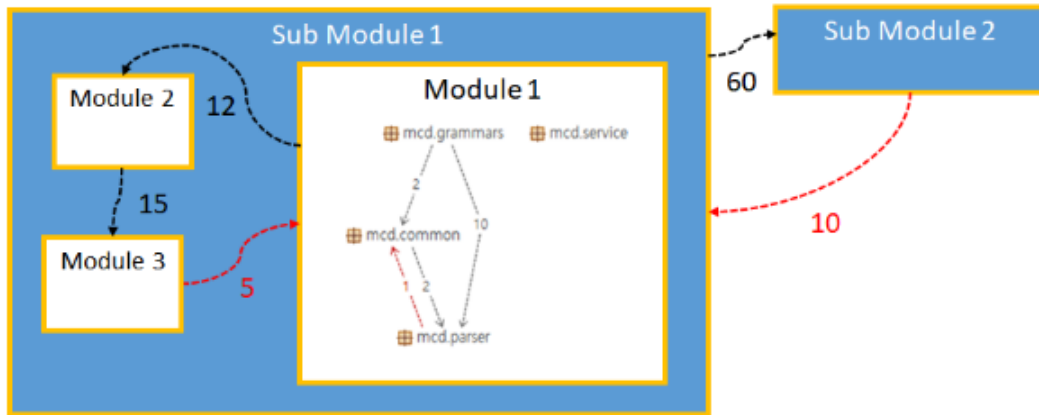 Sub Module 1
Sub Module 2
Module 2
12
Module 1
60
mcd.grammars
mcd.service
2
15
10
10
mcd.common
Module 3
5
1
2
mcd.parser